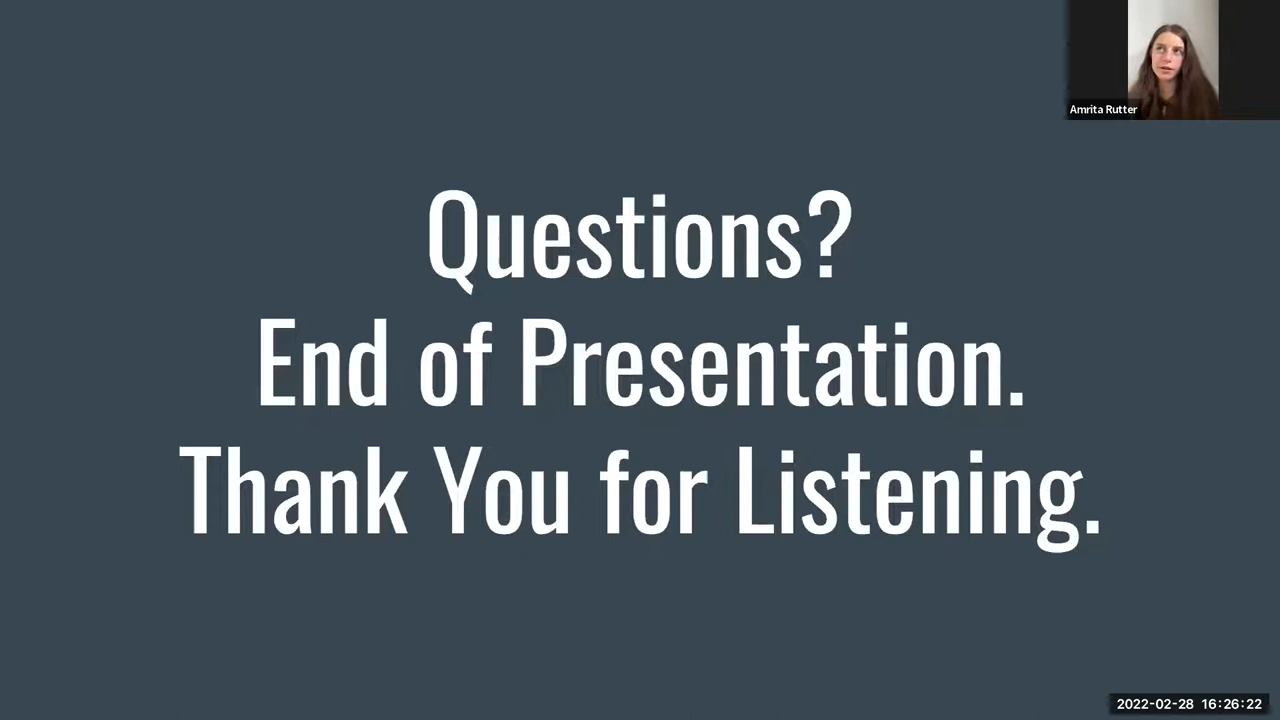 Amrita Rutter
Questions?
End of Presentation.
Thank You for Listening.
2022-02-28 16:26:22